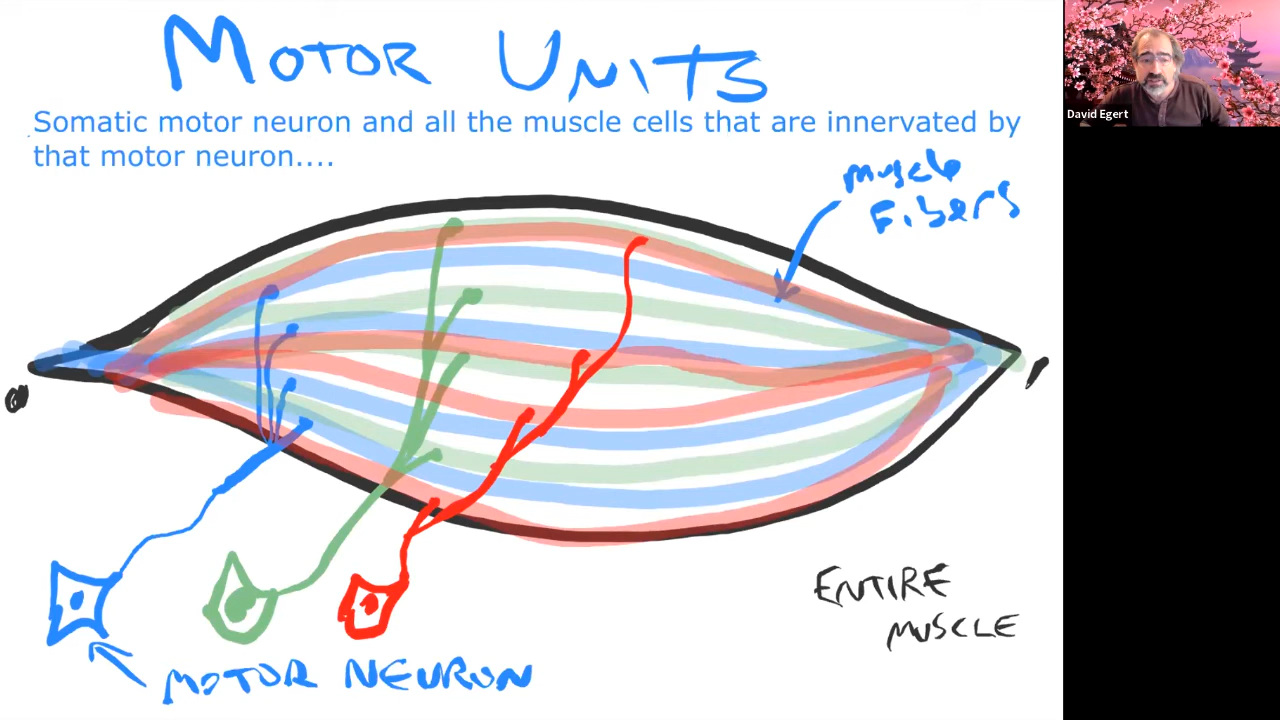 MOTOR UNITS
Somatic motor neuron and all the muscle cells that are innervated by
that motor neuron....
David Egert
muscle
Fibers
O
I
ENTIRE
MUSCLE
MOTOR NEURON